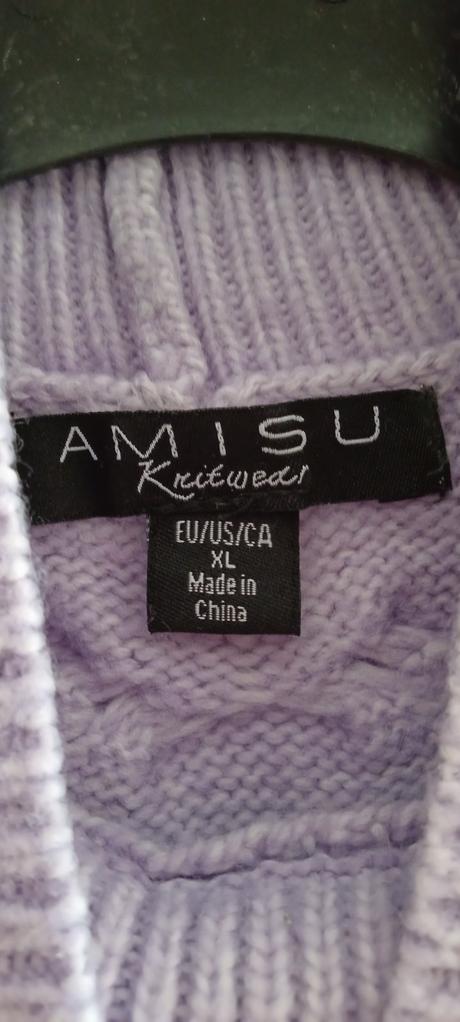 AMISU
Knitwear
EU/US/CA
XL
Made in
China